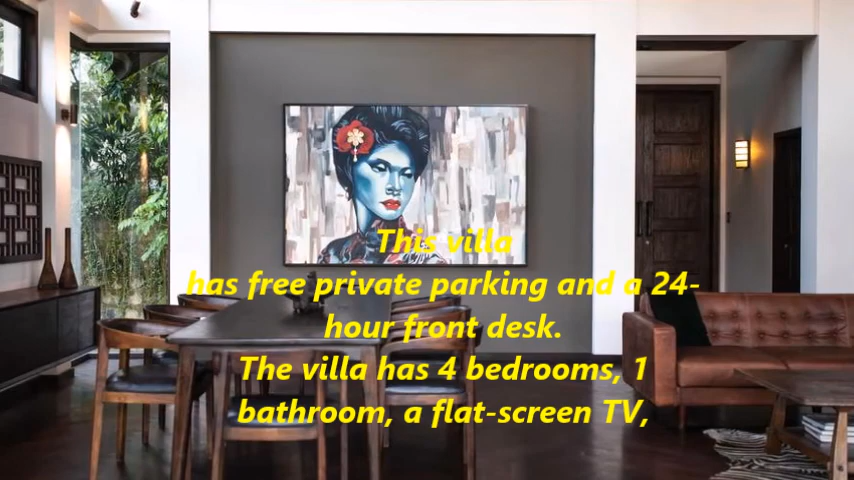 This villa
has free private parking and a 24-
hour front desk.
The villa has 4 bedrooms, 1
bathroom, a flat-screen TV,